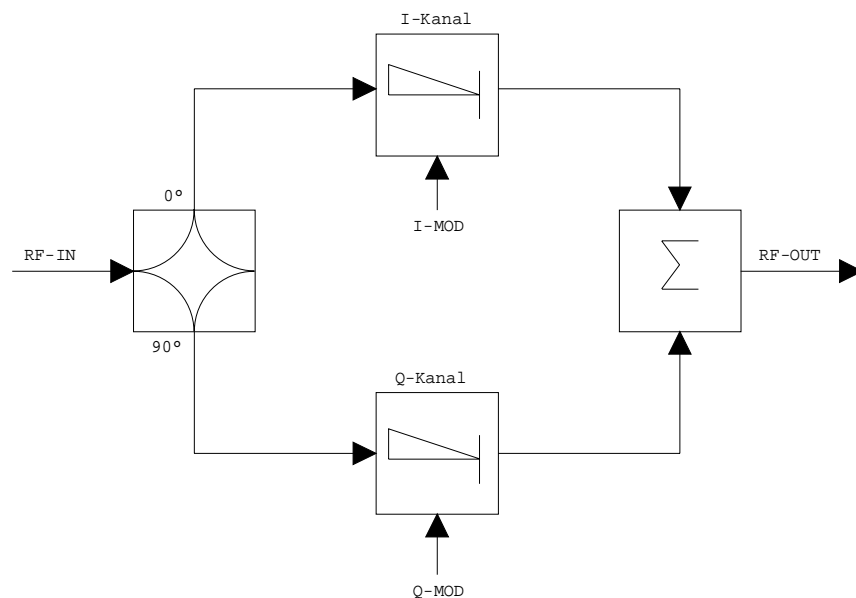 I-Kanal
0°
I-MOD
RF-IN
Σ
RF-OUT
90°
Q-Kanal
Q-MOD